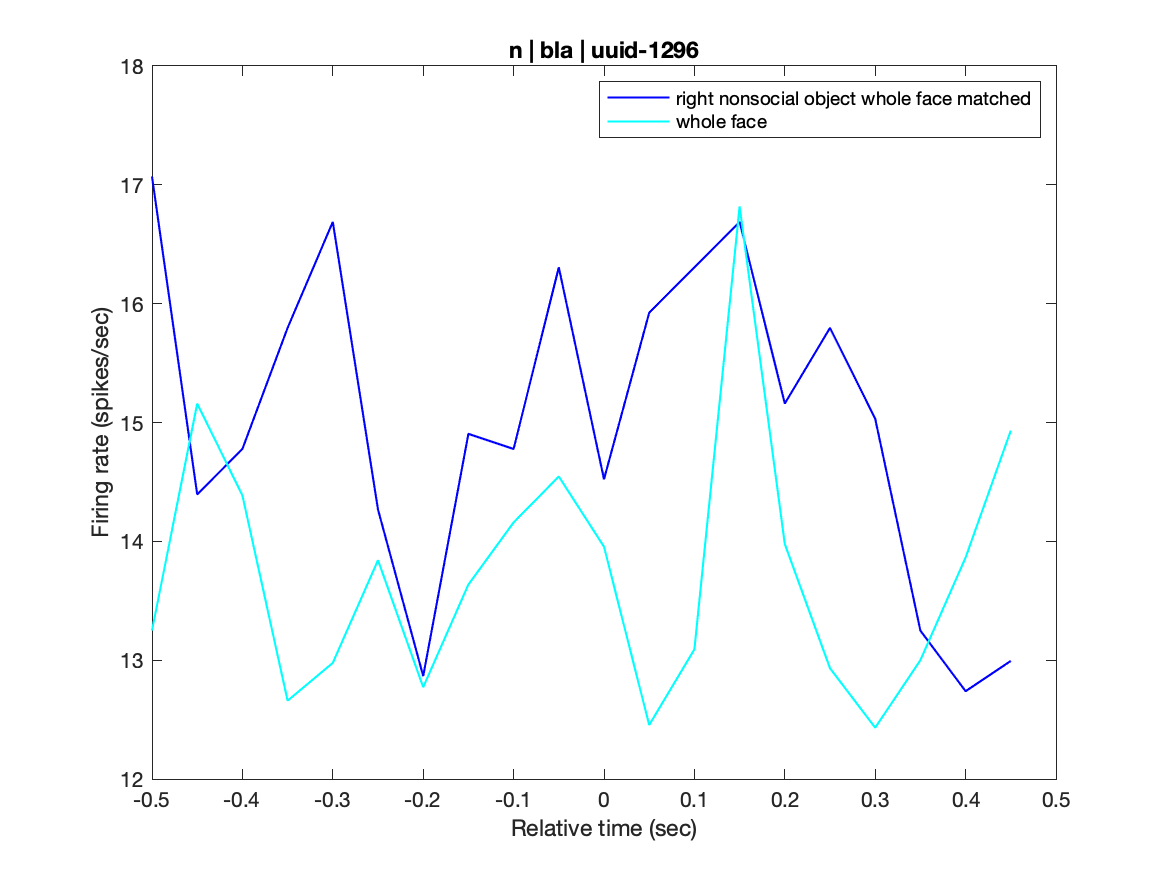 n | bla | uuid-1296
right nonsocial object whole face matched
whole face
Firing rate (spikes/sec)
18
17
16
15
14
13
12
-0.5 -0.4 -0.3 -0.2 -0.1 0 0.1 0.2 0.3 0.4 0.5
Relative time (sec)